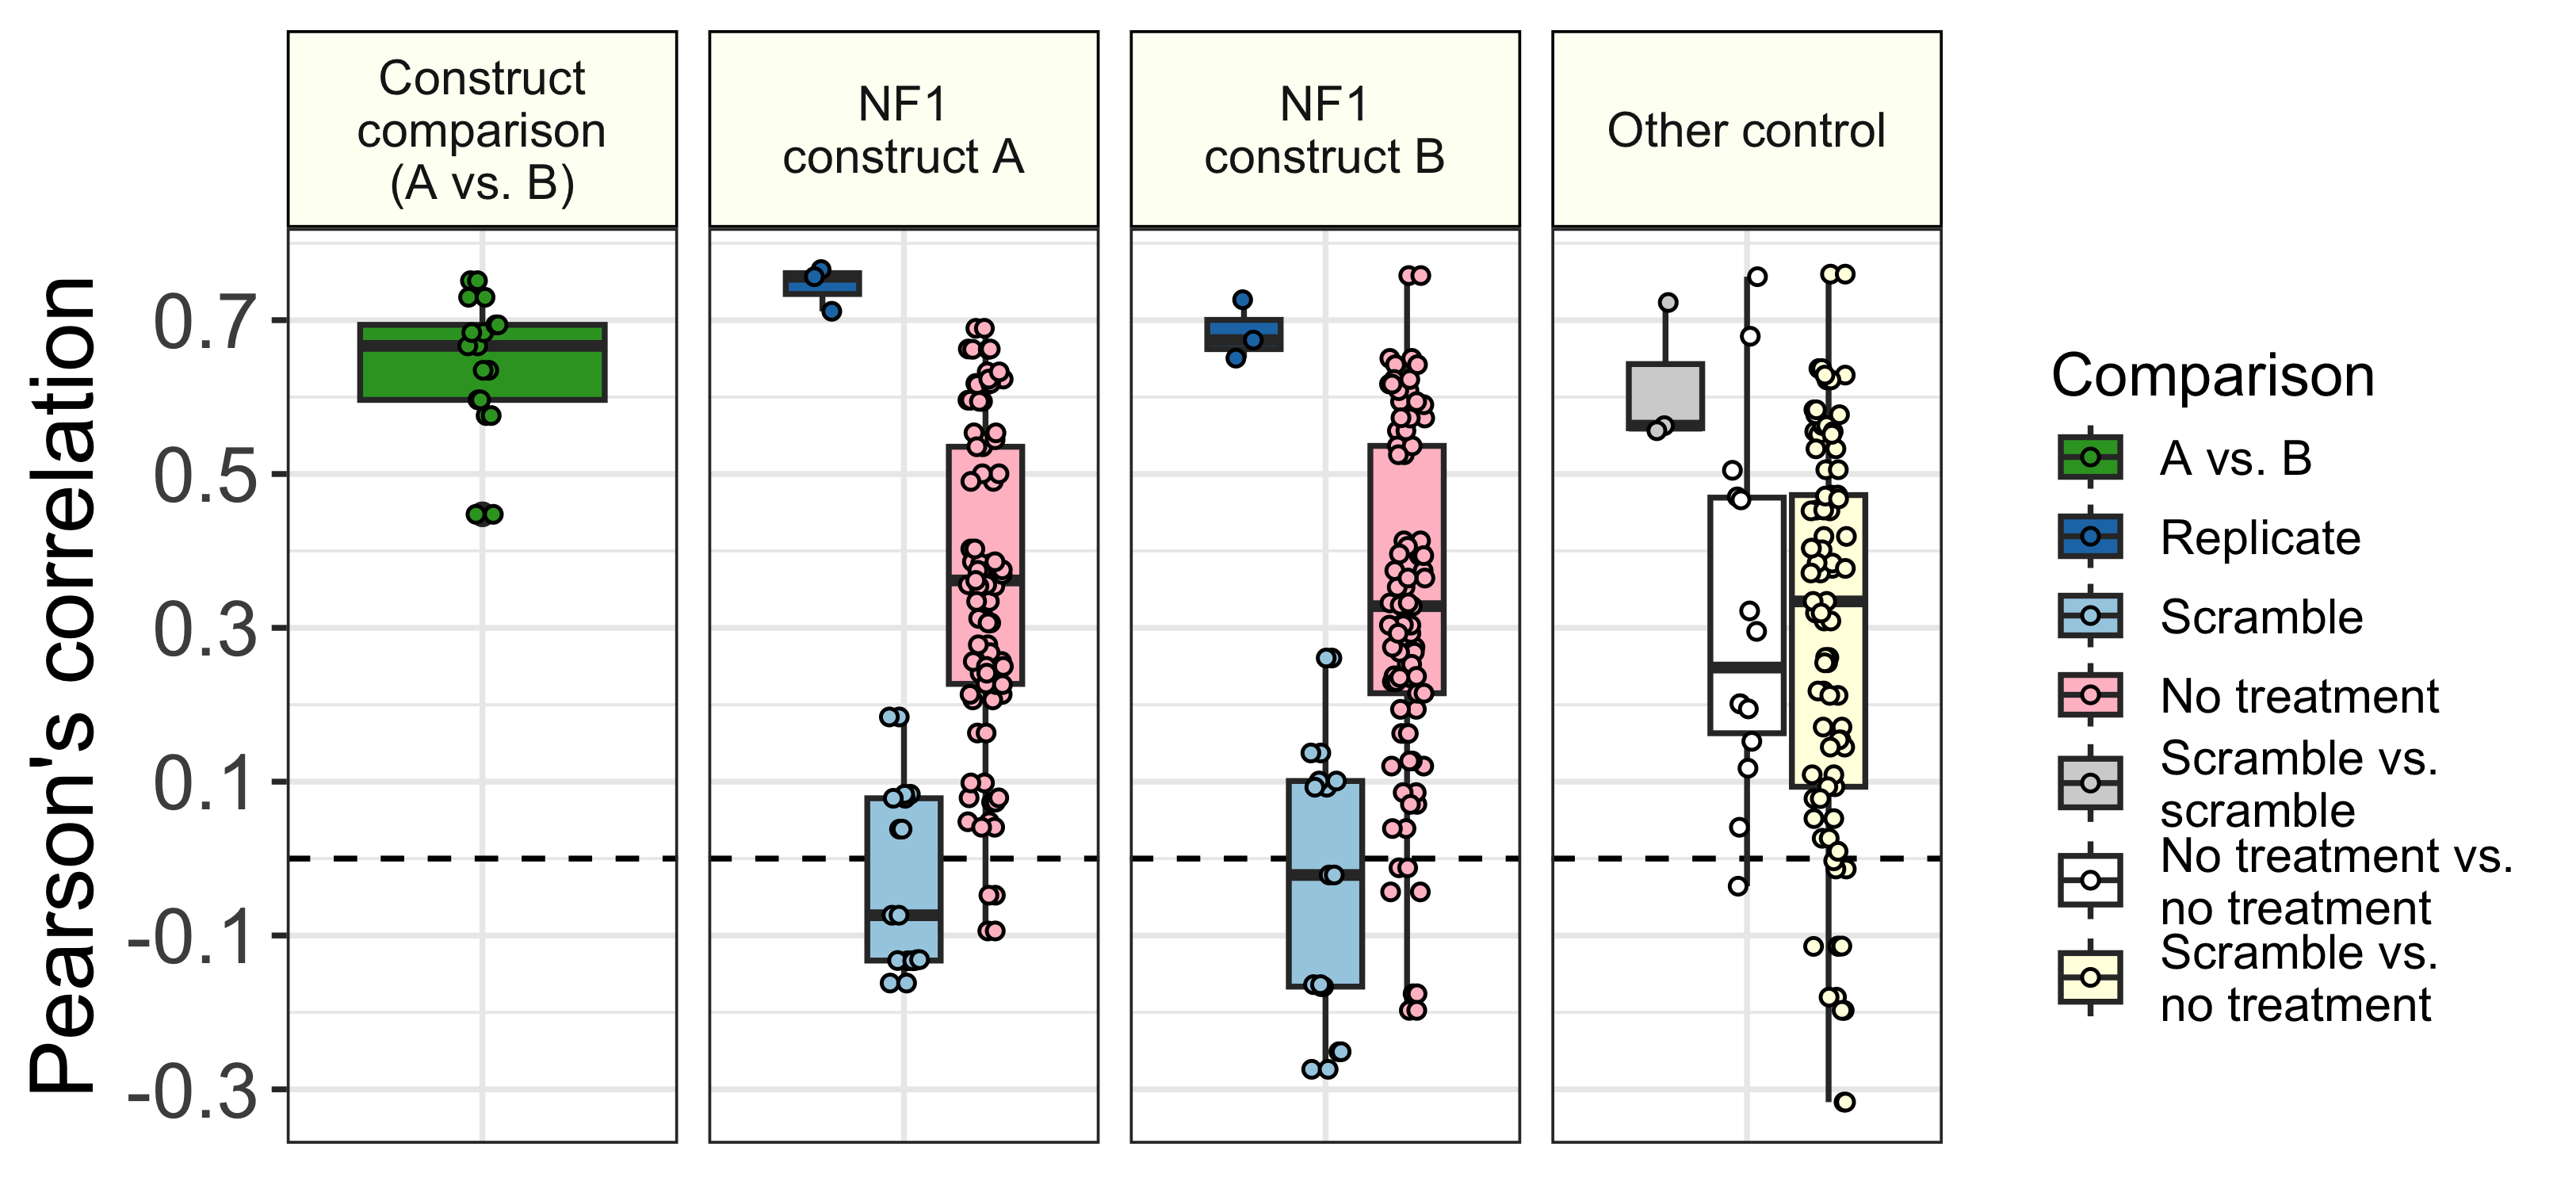 Construct
comparison
(A vs. B)
NF1
construct A
NF1
construct B
Other control
Pearson's correlation
0.7
0.5
0.3
0.1
-0.1
-0.3
Comparison
A vs. B
Replicate
Scramble
No treatment
Scramble vs.
scramble
No treatment vs.
no treatment
Scramble vs.
no treatment